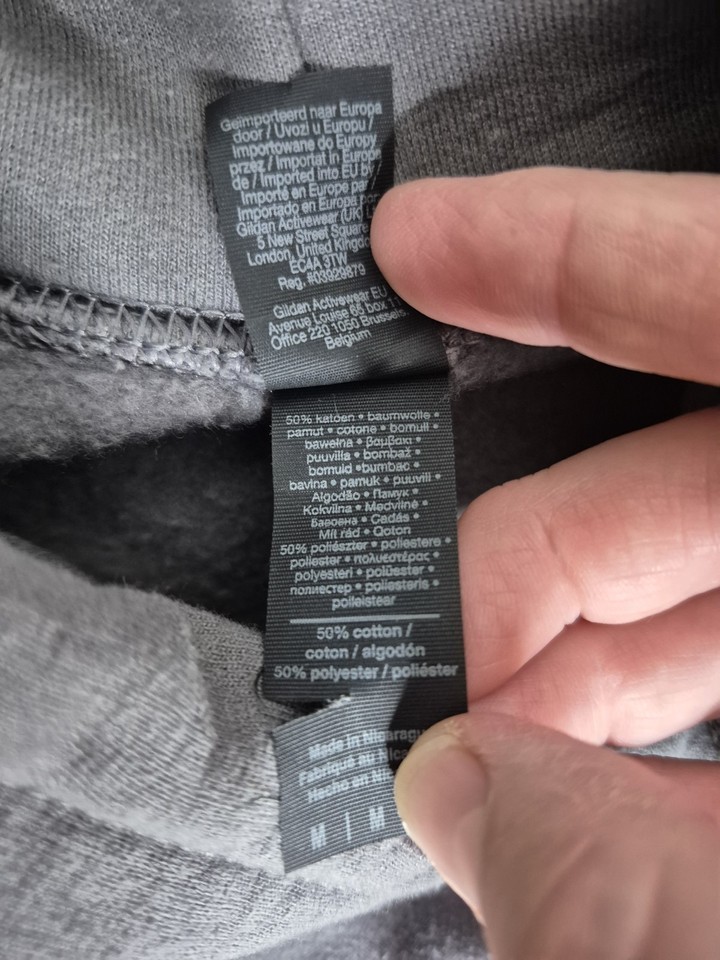 Geïmporteerd naar Europa
door / Uvozi u Europu /
Importowane do Europy
przez / Importat în Europa
de / Imported into EU by
Importé en Europe par
Importado en Europa por
Gildan Activewear (UK)
5 New Street Square
London, United Kingdo
EC4A 3TW
Reg. #03929879
Gildan Activewear EU
Avenue Louise 65 box 11
Office 220 1050 Brussels
Belgium
50% katoen • baumwolle •
pamut • cotone • bomull •
bawełna • βαμβάκι •
puuvilla • bombaž •
bomuld • bumbac •
bavlna • pamuk • puuvill •
Algodão • Памук •
Kokvilna • Medvilnė •
Бавовна • Cadás •
Mít rád • Qoton
50% poliészter • poliestere •
poliester • πολυεστέρας •
polyesteri • polüester •
полиестер • poliesteris •
poileistear
50% cotton /
coton / algodón
50% polyester / poliéster
Made in Nicaragu
Fabriqué au Nica
Hecho en Nic
M | M